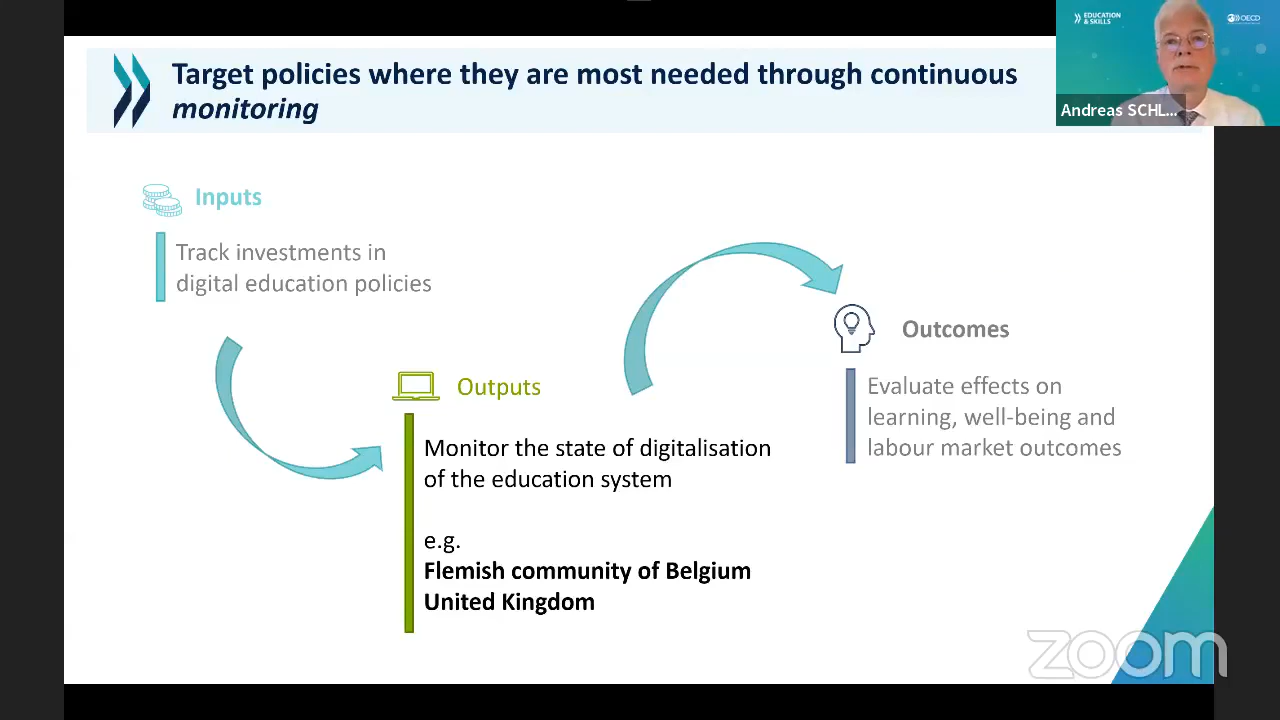 Target policies where they are most needed through continuous
monitoring
EDUCATION
& SKILLS
OECD
Andreas SCHL...
Inputs
Track investments in
digital education policies
Outcomes
Evaluate effects on
learning, well-being and
labour market outcomes
Outputs
Monitor the state of digitalisation
of the education system
e.g.
Flemish community of Belgium
United Kingdom
zoom